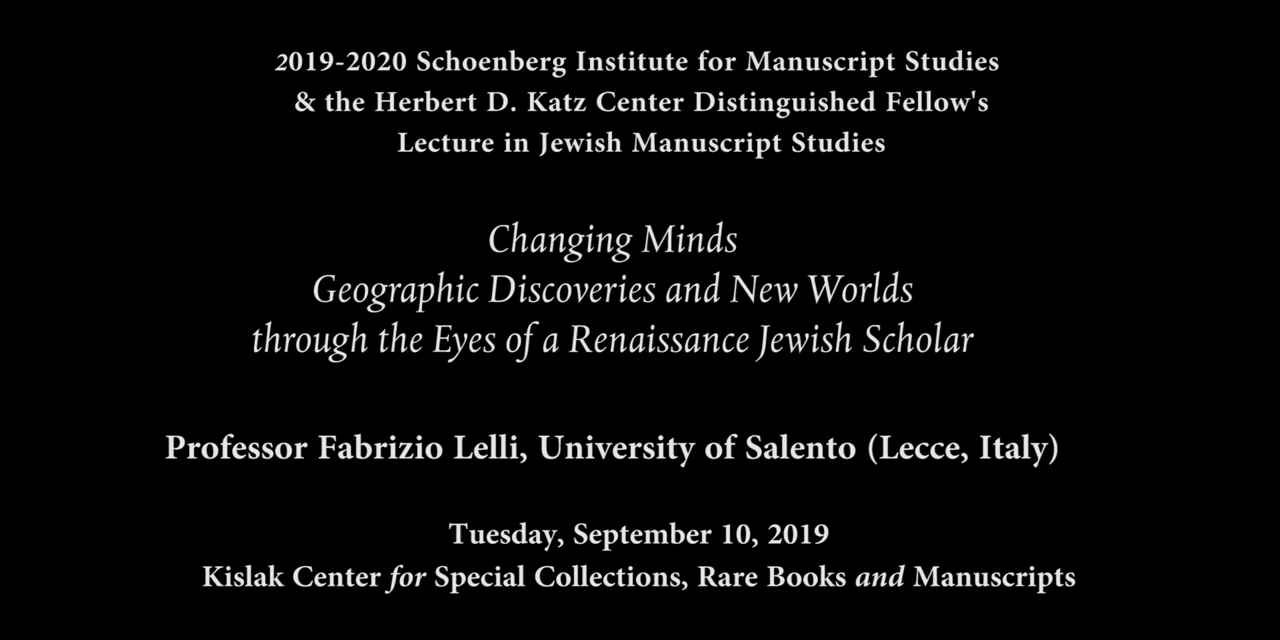 2019-2020 Schoenberg Institute for Manuscript Studies
& the Herbert D. Katz Center Distinguished Fellow's
Lecture in Jewish Manuscript Studies
Changing Minds
Geographic Discoveries and New Worlds
through the Eyes of a Renaissance Jewish Scholar
Professor Fabrizio Lelli, University of Salento (Lecce, Italy)
Tuesday, September 10, 2019
Kislak Center for Special Collections, Rare Books and Manuscripts